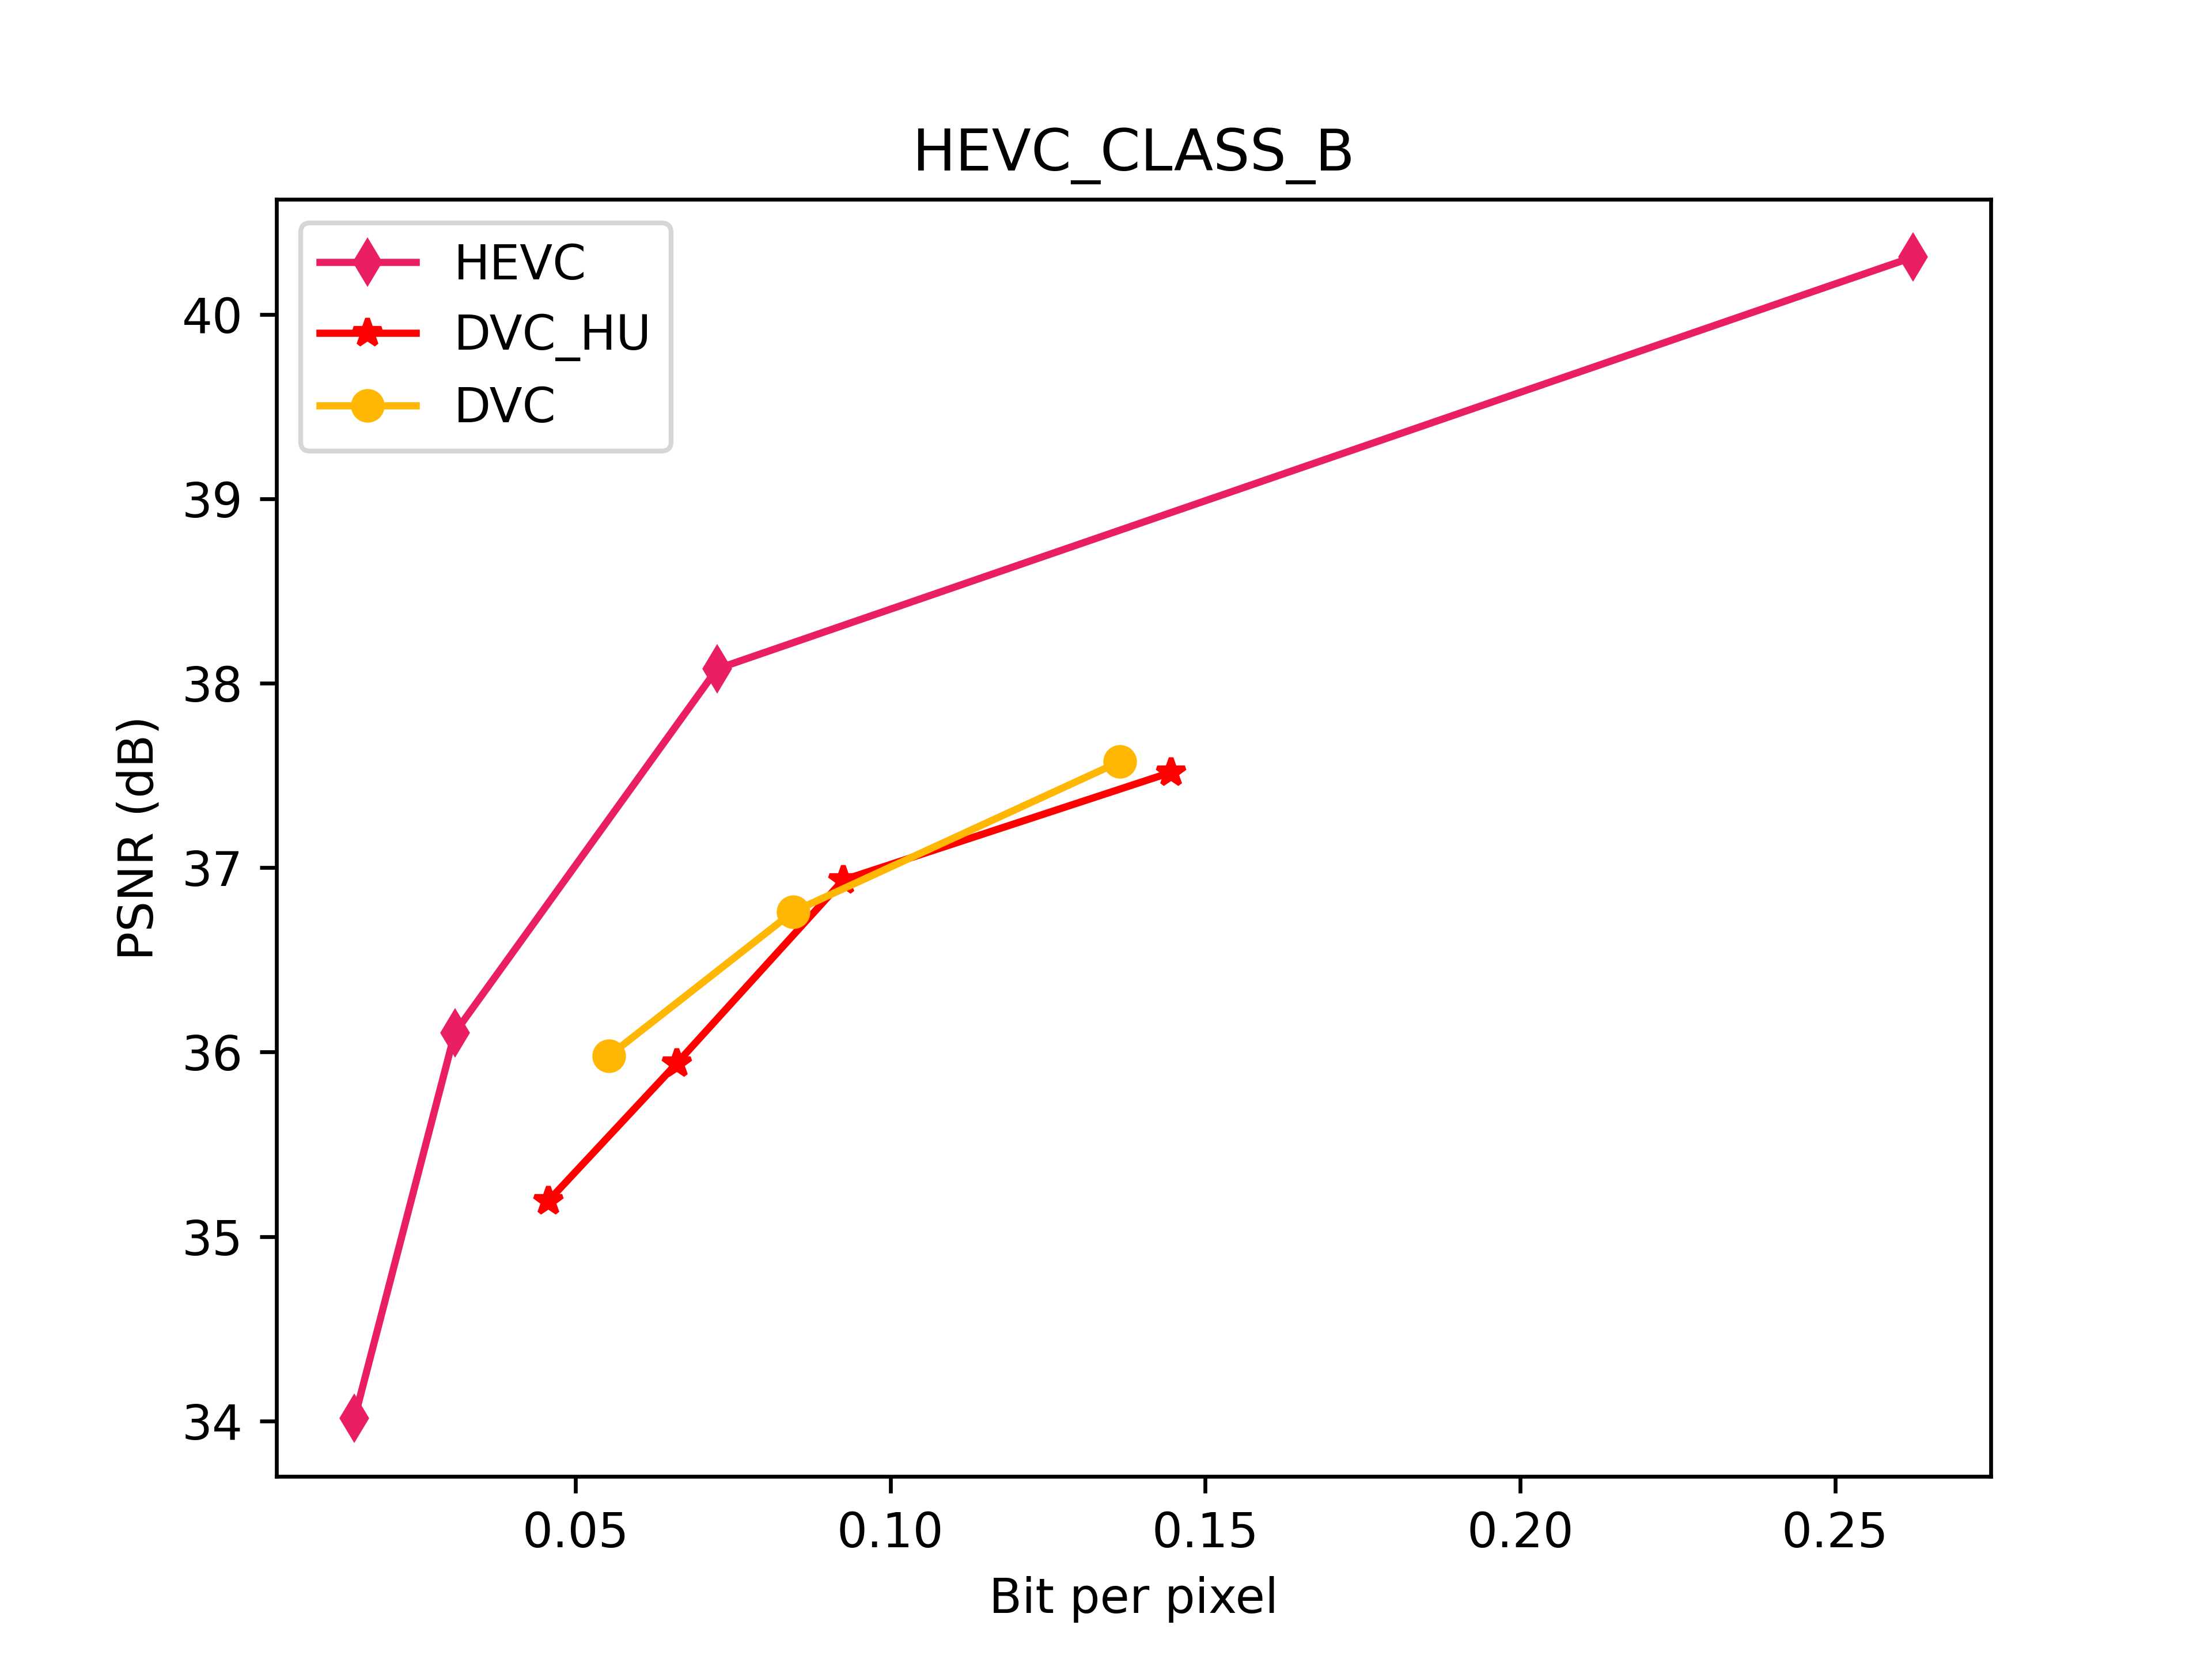 HEVC_CLASS_B
HEVC
DVC_HU
DVC
40
39
38
37
36
35
34
PSNR (dB)
0.05 0.10 0.15 0.20 0.25
Bit per pixel